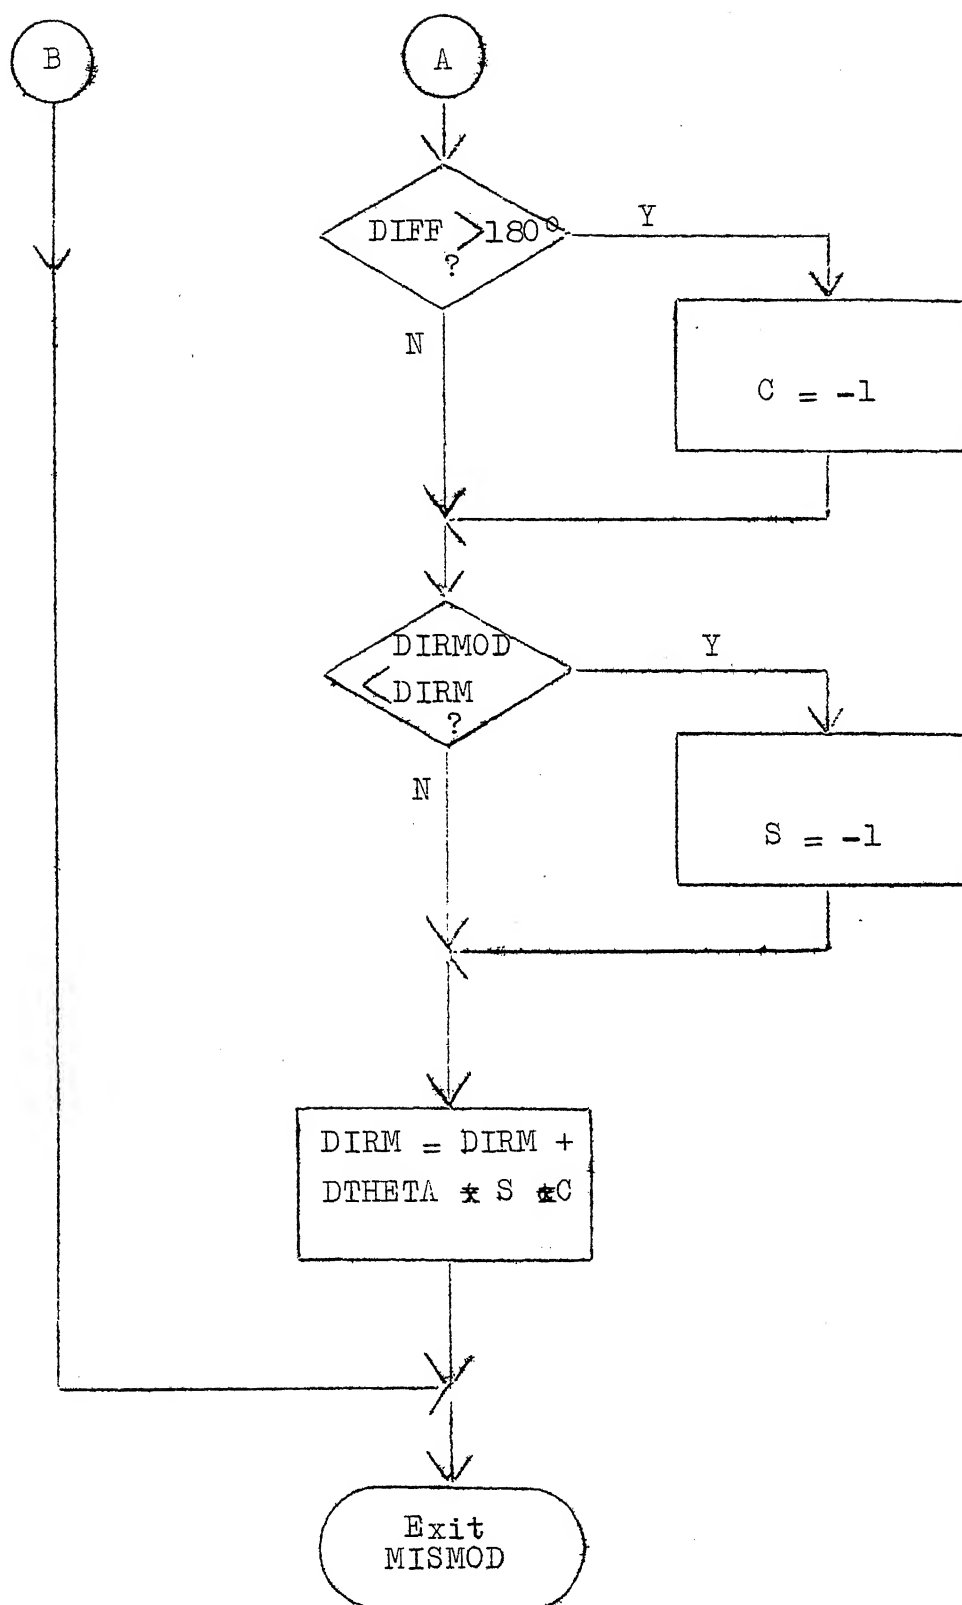 B
A
DIFF >180°
?
Y
N
C = -1
DIRMOD
<DIRM
?
Y
N
S = -1
DIRM = DIRM +
DTHETA * S *C
Exit
MISMOD